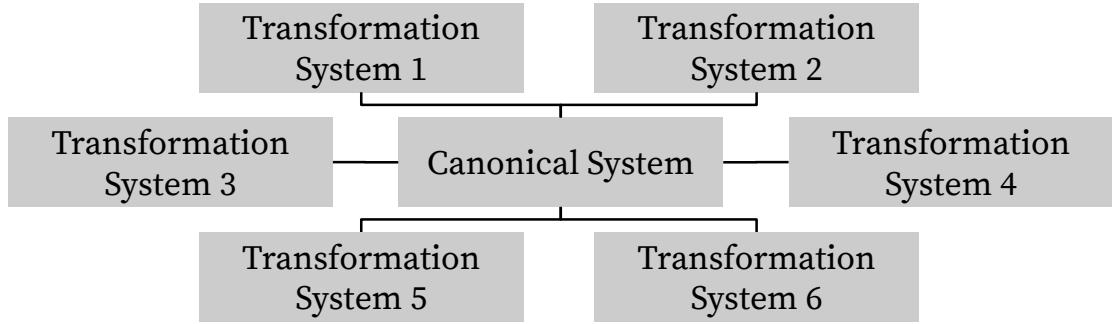 Transformation
System 1
Transformation
System 2
Transformation
System 3
Canonical System
Transformation
System 4
Transformation
System 5
Transformation
System 6